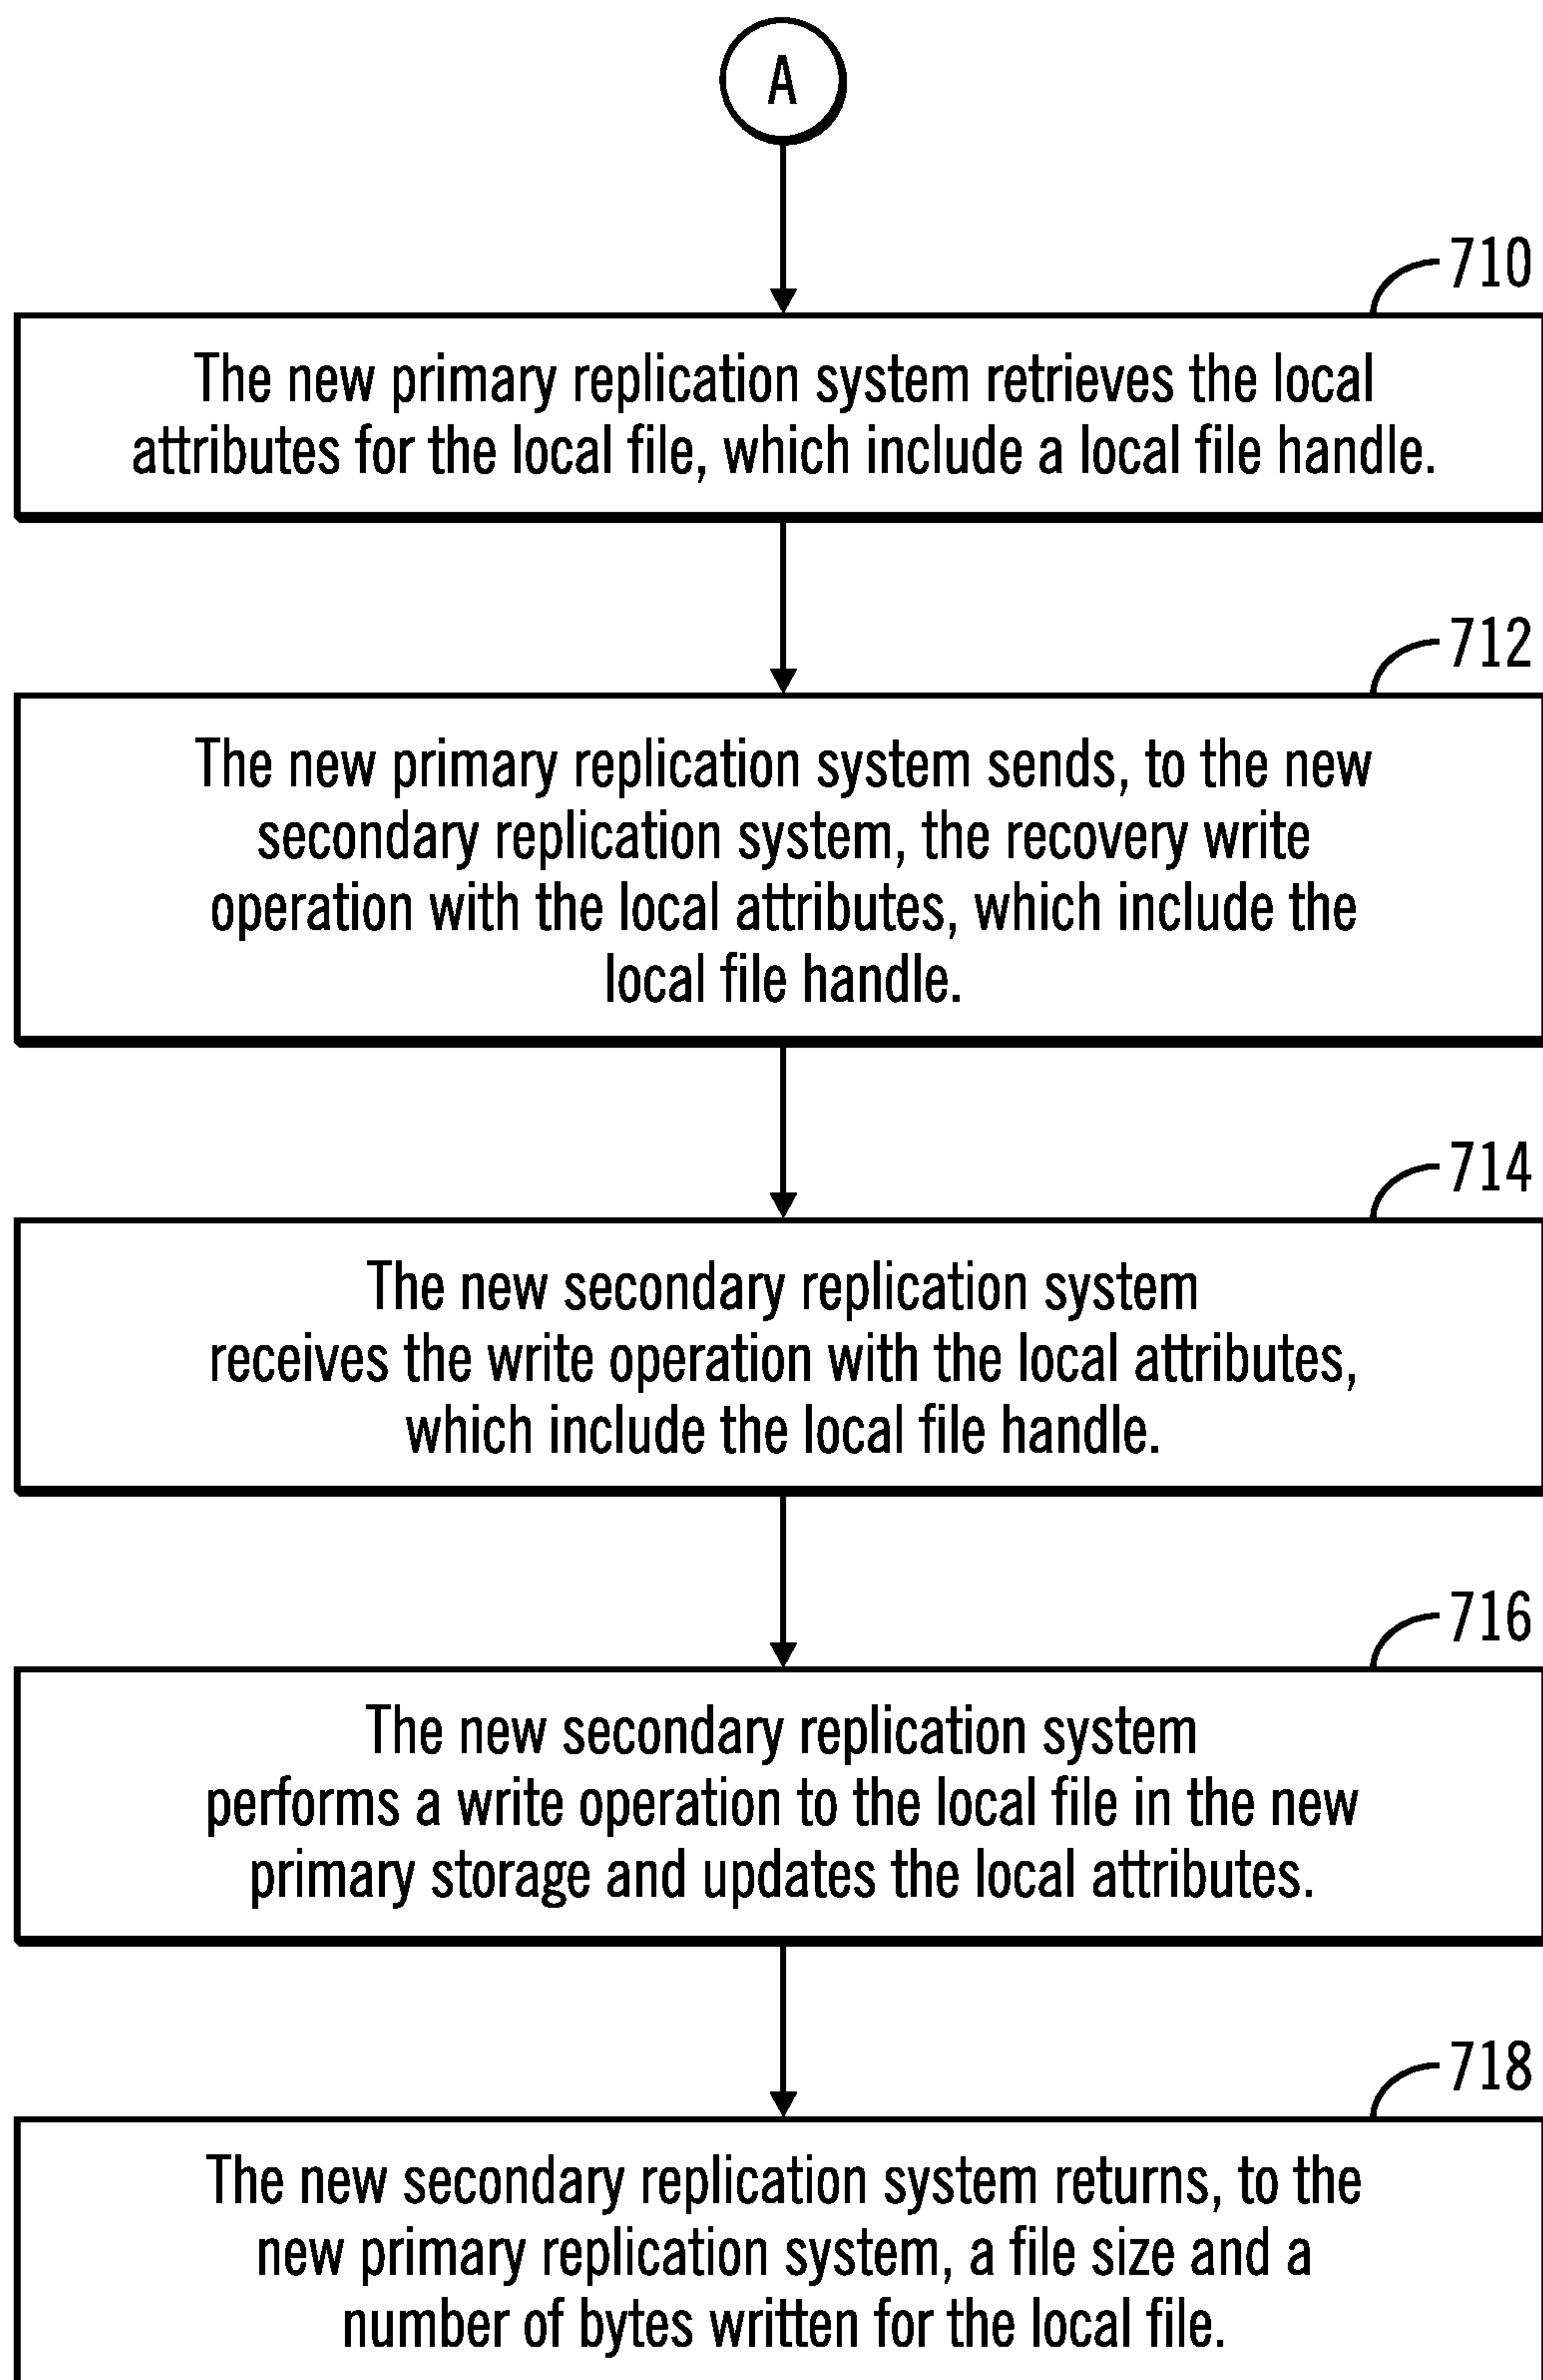 A
710
The new primary replication system retrieves the local
attributes for the local file, which include a local file handle.
712
The new primary replication system sends, to the new
secondary replication system, the recovery write
operation with the local attributes, which include the
local file handle.
714
The new secondary replication system
receives the write operation with the local attributes,
which include the local file handle.
716
The new secondary replication system
performs a write operation to the local file in the new
primary storage and updates the local attributes.
718
The new secondary replication system returns, to the
new primary replication system, a file size and a
number of bytes written for the local file.